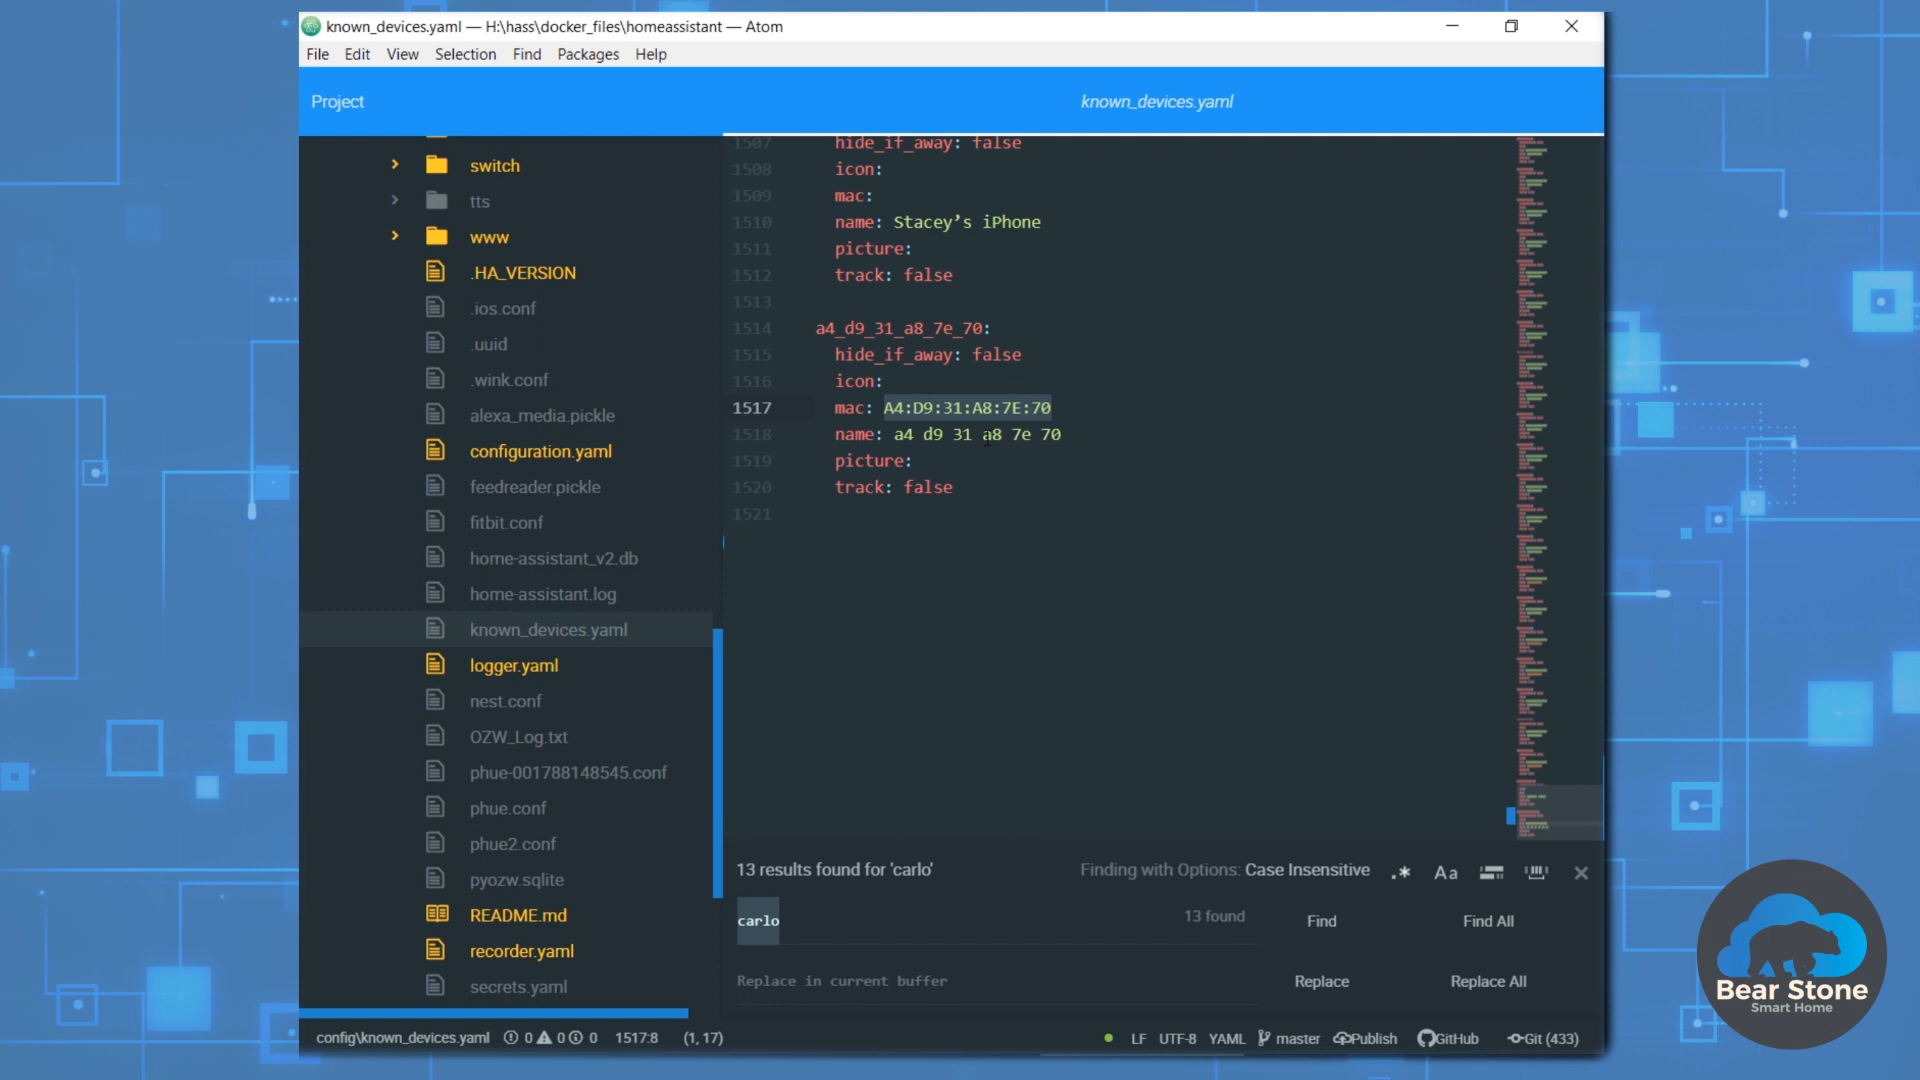 known_devices.yaml — H:\hass\docker_files\homeassistant — Atom
File Edit View Selection Find Packages Help
Project
known_devices.yaml
switch
tts
www
.HA_VERSION
.ios.conf
.uuid
.wink.conf
alexa_media.pickle
configuration.yaml
feedreader.pickle
fitbit.conf
home-assistant_v2.db
home-assistant.log
known_devices.yaml
logger.yaml
nest.conf
OZW_Log.txt
phue-001788148545.conf
phue.conf
phue2.conf
pyozw.sqlite
README.md
recorder.yaml
secrets.yaml
1507 hide_if_away: false
1508 icon:
1509 mac:
1510 name: Stacey’s iPhone
1511 picture:
1512 track: false
1513
1514 a4_d9_31_a8_7e_70:
1515 hide_if_away: false
1516 icon:
1517 mac: A4:D9:31:A8:7E:70
1518 name: a4 d9 31 a8 7e 70
1519 picture:
1520 track: false
1521
13 results found for 'carlo'
Finding with Options: Case Insensitive
.* Aa
carlo
13 found
Find
Find All
Replace in current buffer
Replace
Replace All
config\known_devices.yaml 0 0 0 1517:8 (1, 17)
LF UTF-8 YAML master Publish GitHub Git (433)
Bear Stone
Smart Home